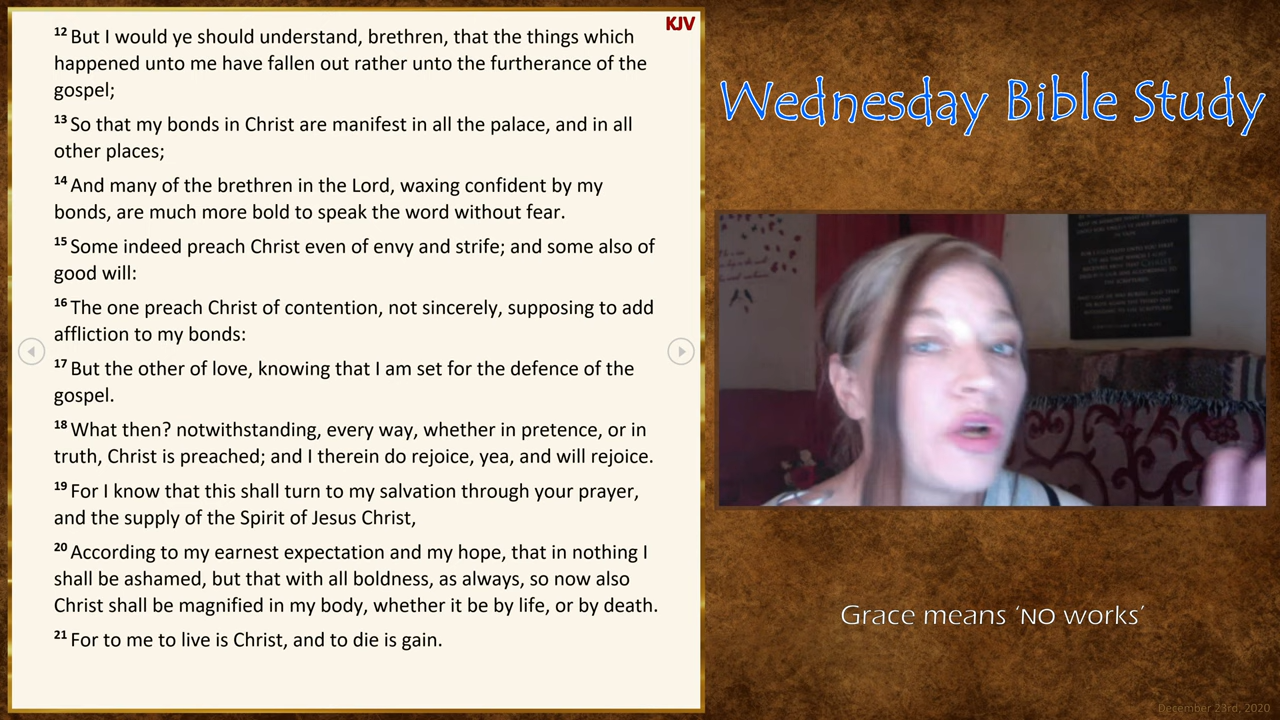 KJV
12 But I would ye should understand, brethren, that the things which
happened unto me have fallen out rather unto the furtherance of the
gospel;
13 So that my bonds in Christ are manifest in all the palace, and in all
other places;
14 And many of the brethren in the Lord, waxing confident by my
bonds, are much more bold to speak the word without fear.
15 Some indeed preach Christ even of envy and strife; and some also of
good will:
16 The one preach Christ of contention, not sincerely, supposing to add
affliction to my bonds:
17 But the other of love, knowing that I am set for the defence of the
gospel.
18 What then? notwithstanding, every way, whether in pretence, or in
truth, Christ is preached; and I therein do rejoice, yea, and will rejoice.
19 For I know that this shall turn to my salvation through your prayer,
and the supply of the Spirit of Jesus Christ,
20 According to my earnest expectation and my hope, that in nothing I
shall be ashamed, but that with all boldness, as always, so now also
Christ shall be magnified in my body, whether it be by life, or by death.
21 For to me to live is Christ, and to die is gain.
Wednesday Bible Study
Grace means ‘NO works’
December 23rd, 2020